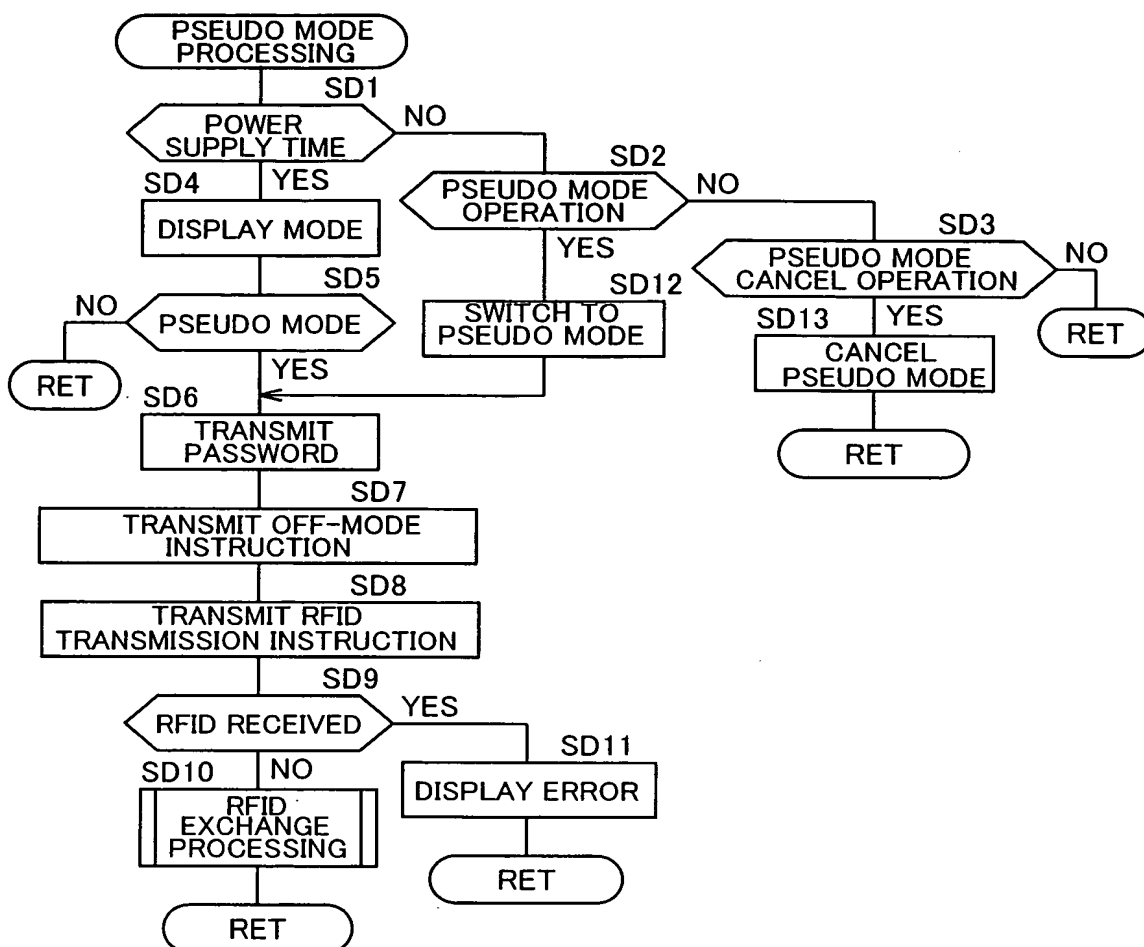 PSEUDO MODE
PROCESSING
SD1
POWER
SUPPLY TIME
NO
YES
SD2
PSEUDO MODE
OPERATION
NO
YES
SD3
PSEUDO MODE
CANCEL OPERATION
NO
RET
YES
SD4
DISPLAY MODE
SD5
PSEUDO MODE
NO
RET
YES
SD12
SWITCH TO
PSEUDO MODE
SD13
CANCEL
PSEUDO MODE
RET
SD6
TRANSMIT
PASSWORD
SD7
TRANSMIT OFF-MODE
INSTRUCTION
SD8
TRANSMIT RFID
TRANSMISSION INSTRUCTION
SD9
RFID RECEIVED
YES
NO
SD11
DISPLAY ERROR
RET
SD10
RFID
EXCHANGE
PROCESSING
RET